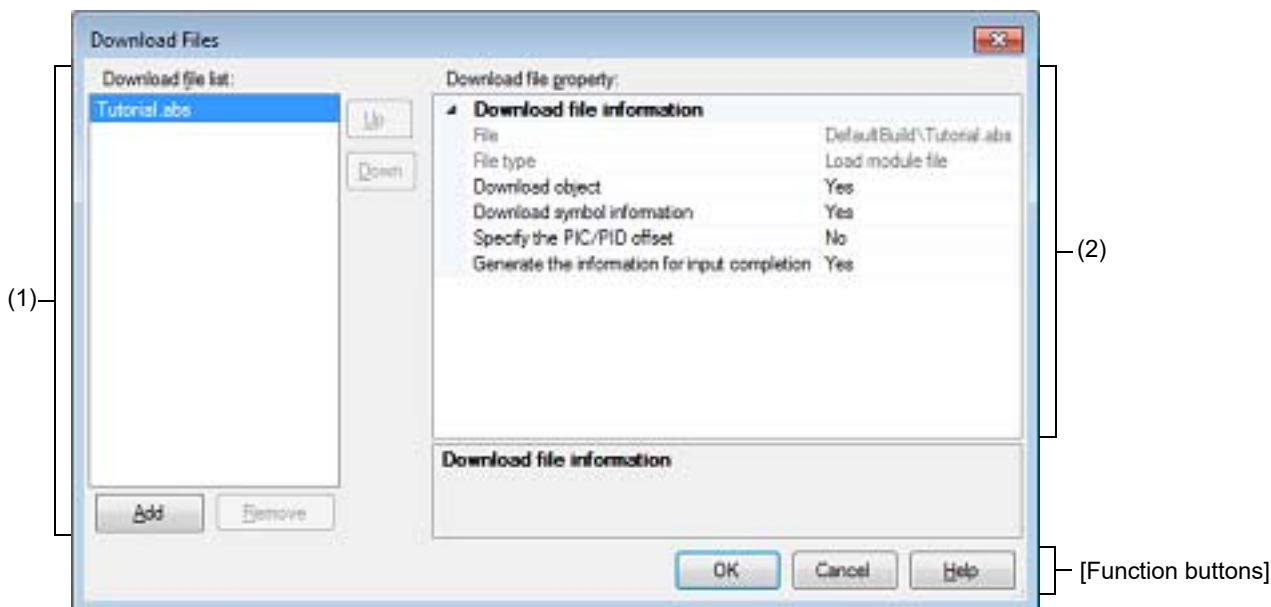 Download Files
(1)
Download file list:
Tutorial.abs
Up
Down
Add
Remove
Download file property:
Download file information
File DefaultBuild\Tutorial.abs
File type Load module file
Download object Yes
Download symbol information Yes
Specify the PIC/PID offset No
Generate the information for input completion Yes
(2)
Download file information
OK
Cancel
Help
[Function buttons]